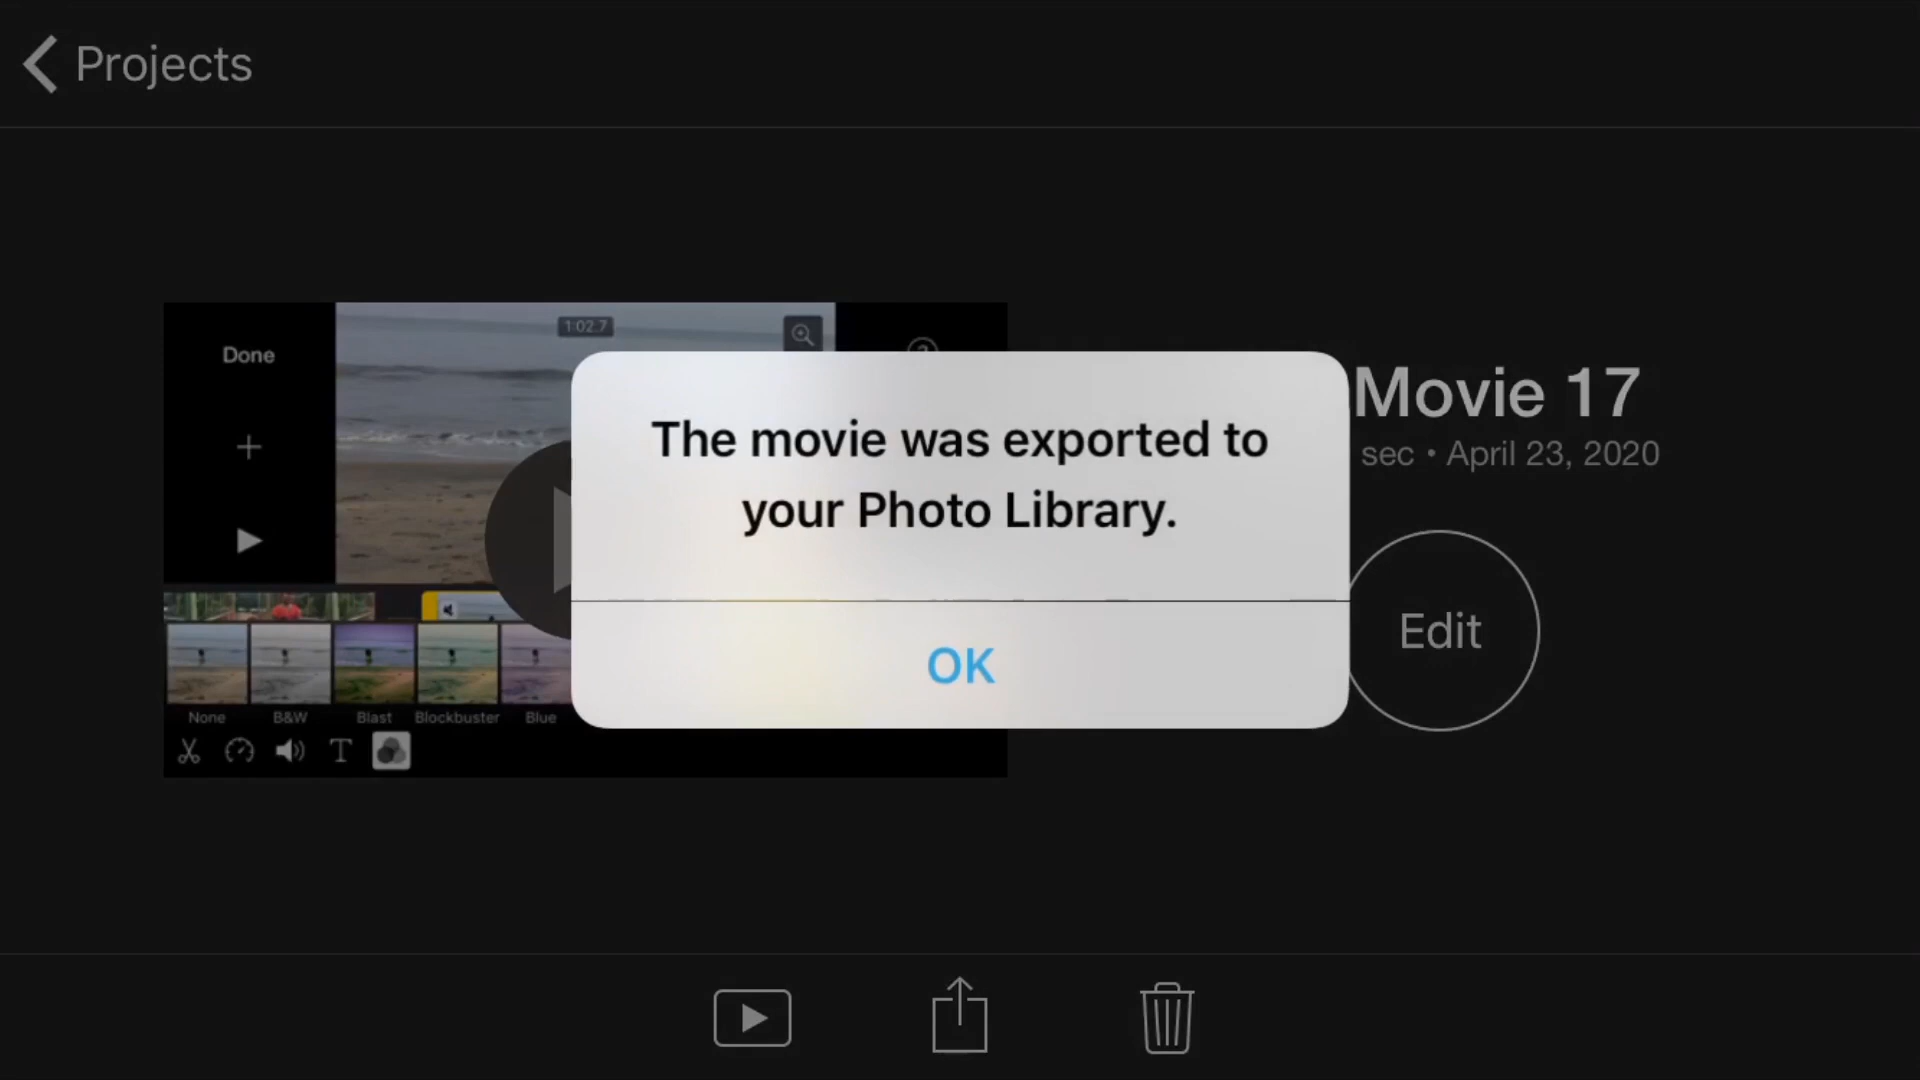 Projects
1:02.7
Done
The movie was exported to
your Photo Library.
OK
Movie 17
sec • April 23, 2020
Edit
None B&W Blast Blockbuster Blue
T